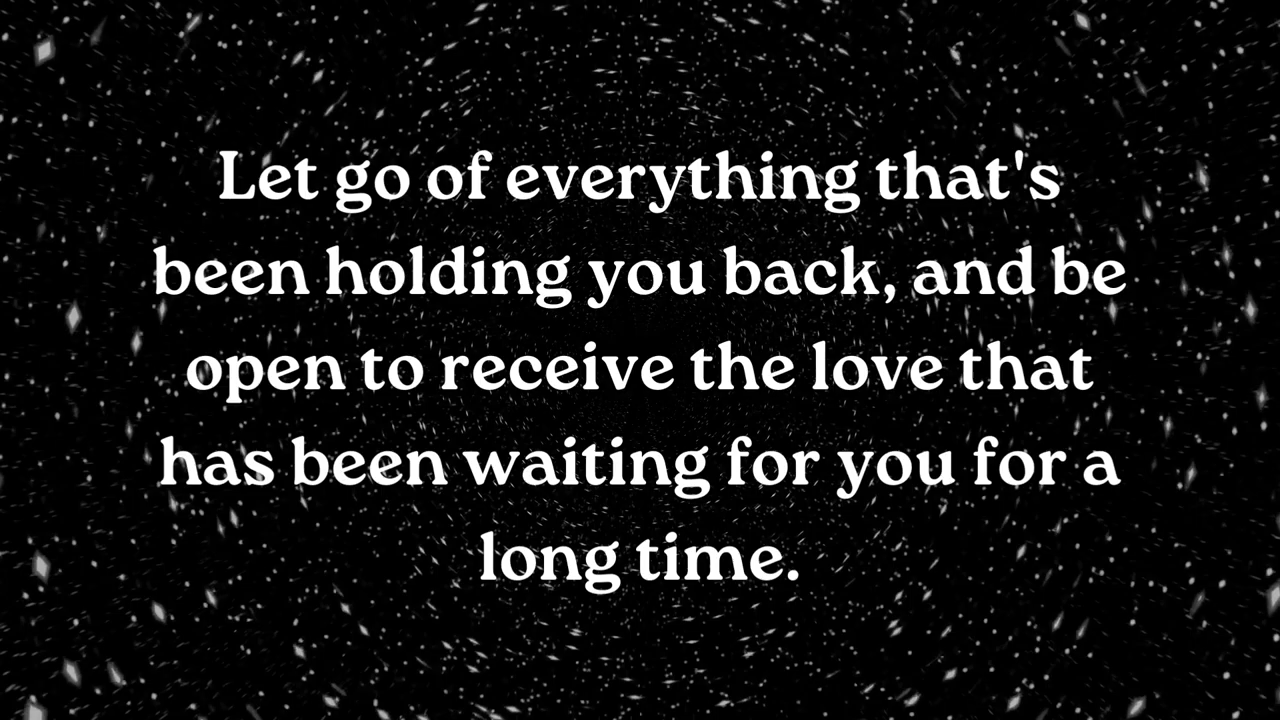 Let go of everything that's
been holding you back, and be
open to receive the love that
has been waiting for you for a
long time.